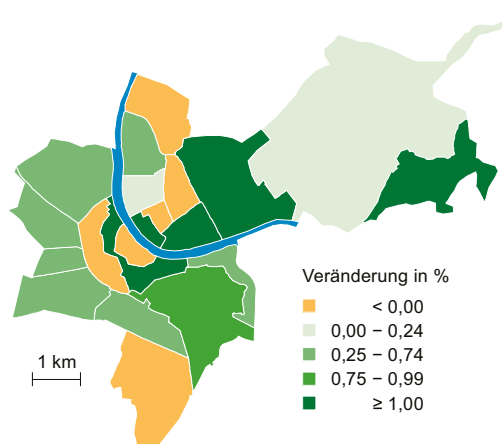 Veränderung in %
< 0,00
0,00 – 0,24
0,25 – 0,74
0,75 – 0,99
≥ 1,00
1 km